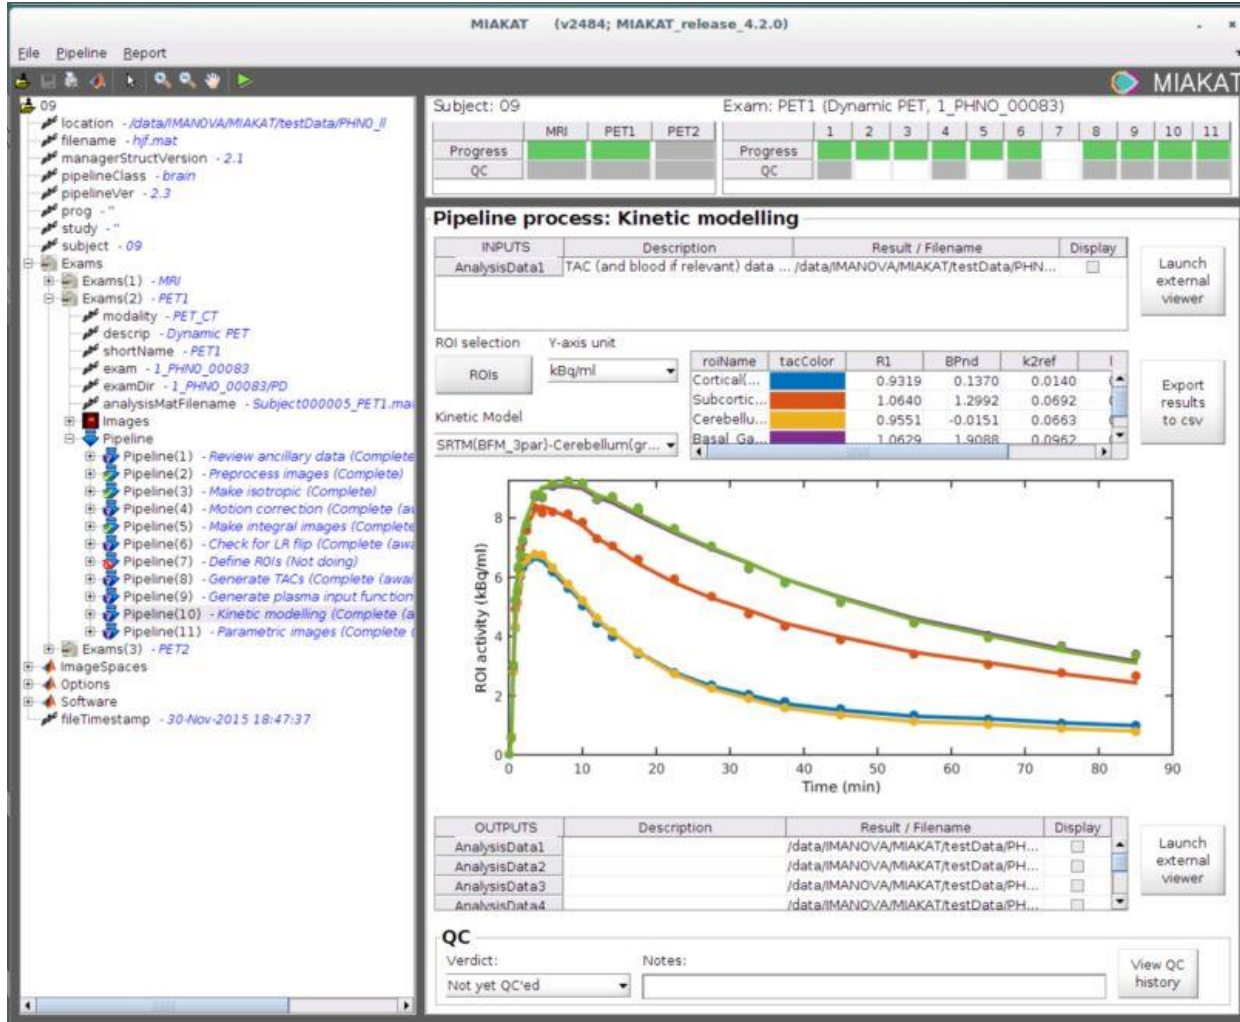 MIAKAT (v2484; MIAKAT_release_4.2.0)
File Pipeline Report
MIAKAT
09
location - /data/IMANOVA/MIAKAT/testData/PHNO_ll
filename - hjf.mat
managerStructVersion - 2.1
pipelineClass - brain
pipelineVer - 2.3
prog - ''
study - ''
subject - 09
Exams
Exams(1) - MRI
Exams(2) - PET1
modality - PET_CT
descrip - Dynamic PET
shortName - PET1
exam - 1_PHNO_00083
examDir - 1_PHNO_00083/PD
analysisMatFilename - Subject000005_PET1.ma
Images
Pipeline
Pipeline(1) - Review ancillary data (Complete
Pipeline(2) - Preprocess images (Complete)
Pipeline(3) - Make isotropic (Complete)
Pipeline(4) - Motion correction (Complete (a
Pipeline(5) - Make integral images (Complete
Pipeline(6) - Check for LR flip (Complete (awa
Pipeline(7) - Define ROIs (Not doing)
Pipeline(8) - Generate TACs (Complete (awai
Pipeline(9) - Generate plasma input function
Pipeline(10) - Kinetic modelling (Complete (a
Pipeline(11) - Parametric images (Complete (
Exams(3) - PET2
ImageSpaces
Options
Software
fileTimestamp - 30-Nov-2015 18:47:37
Subject: 09
MRI PET1 PET2
Progress
QC
Exam: PET1 (Dynamic PET, 1_PHNO_00083)
1 2 3 4 5 6 7 8 9 10 11
Progress
QC
Pipeline process: Kinetic modelling
INPUTS Description Result / Filename Display
AnalysisData1 TAC (and blood if relevant) data ... /data/IMANOVA/MIAKAT/testData/PHN...
Launch
external
viewer
ROI selection Y-axis unit
ROIs kBq/ml
Kinetic Model
SRTM(BFM_3par)-Cerebellum(gr...
roiName tacColor R1 BPnd k2ref
Cortical(... 0.9319 0.1370 0.0140
Subcortic... 1.0640 1.2992 0.0692
Cerebellu... 0.9551 -0.0151 0.0663
Basal_Ga... 1.0629 1.9088 0.0962
Export
results
to csv
ROI activity (kBq/ml)
8
6
4
2
0
0 10 20 30 40 50 60 70 80 90
Time (min)
OUTPUTS Description Result / Filename Display
AnalysisData1 /data/IMANOVA/MIAKAT/testData/PH...
AnalysisData2 /data/IMANOVA/MIAKAT/testData/PH...
AnalysisData3 /data/IMANOVA/MIAKAT/testData/PH...
AnalysisData4 /data/IMANOVA/MIAKAT/testData/PH...
Launch
external
viewer
QC
Verdict: Notes:
Not yet QC'ed
View QC
history